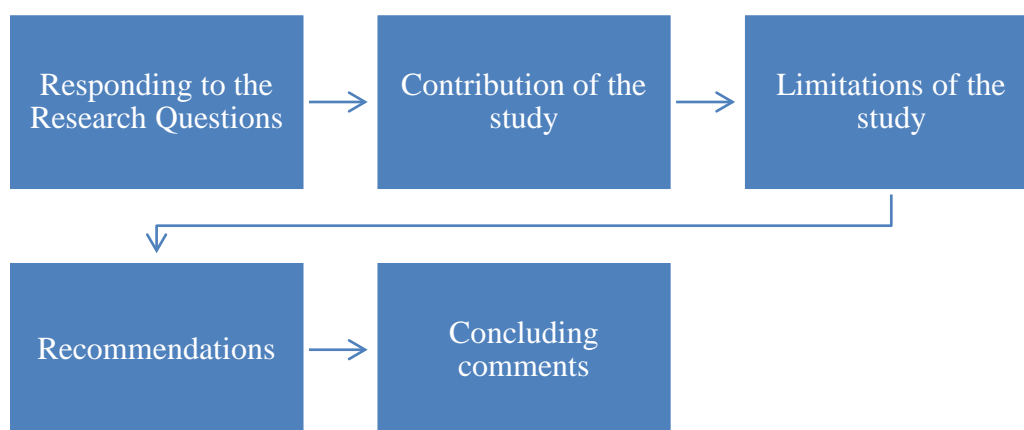 Responding to the
Research Questions
Contribution of the
study
Limitations of the
study
Recommendations
Concluding
comments